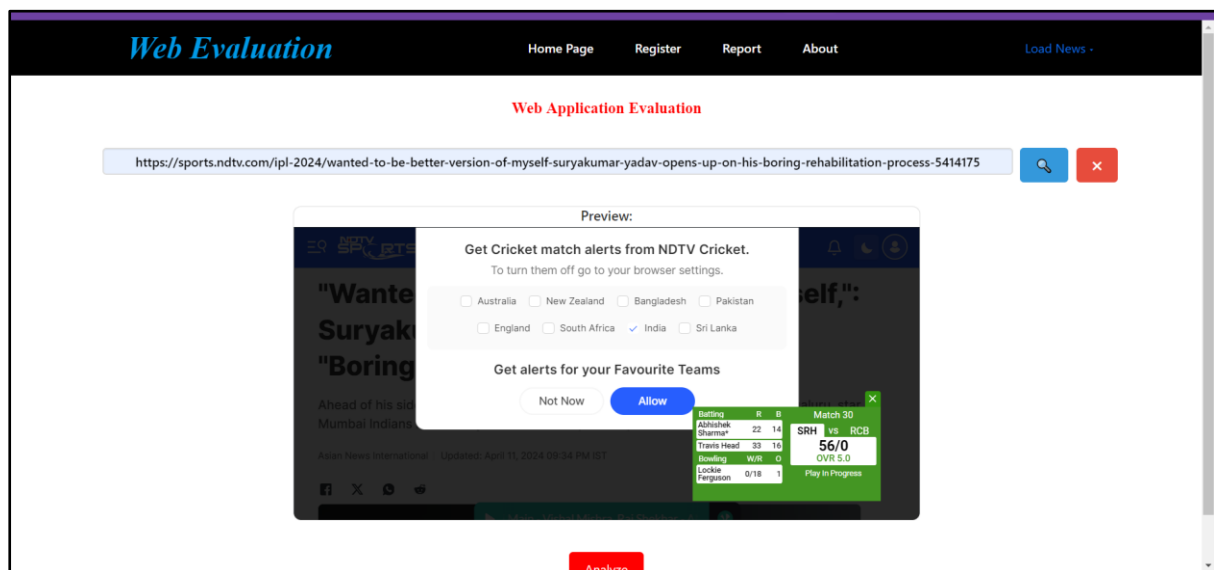 Web Evaluation
Home Page Register Report About
Load News -
Web Application Evaluation
https://sports.ndtv.com/ipl-2024/wanted-to-be-better-version-of-myself-suryakumar-yadav-opens-up-on-his-boring-rehabilitation-process-5414175
Preview:
NDTV SPORTS
Get Cricket match alerts from NDTV Cricket.
To turn them off go to your browser settings.
Australia New Zealand Bangladesh Pakistan
England South Africa India Sri Lanka
"Wante self,":
Suryak
"Boring
Get alerts for your Favourite Teams
Not Now Allow
Ahead of his sid aluru, star
Mumbai Indians
Asian News International Updated: April 11, 2024 09:34 PM IST
Batting R B
Abhishek Sharma* 22 14
Travis Head 33 16
Bowling W/R O
Lockie Ferguson 0/18 1
Match 30
SRH vs RCB
56/0
OVR 5.0
Play In Progress
Analyze